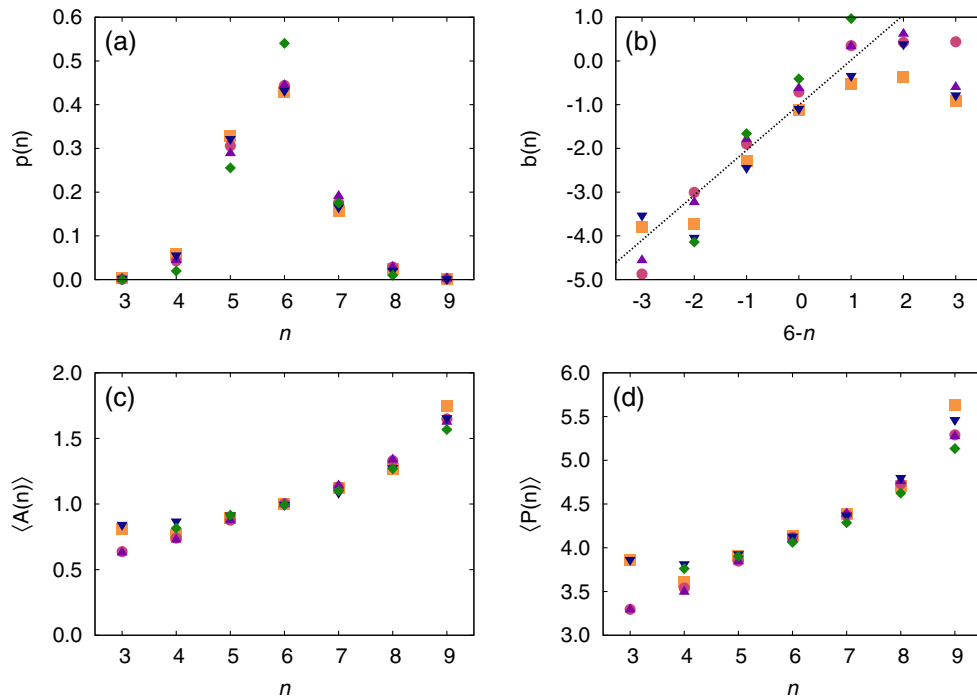 (a)
p(n)
0.6
0.5
0.4
0.3
0.2
0.1
0.0
3 4 5 6 7 8 9
n
(b)
b(n)
1.0
0.0
-1.0
-2.0
-3.0
-4.0
-5.0
-3 -2 -1 0 1 2 3
6-n
(c)
⟨A(n)⟩
2.0
1.5
1.0
0.5
0.0
3 4 5 6 7 8 9
n
(d)
⟨P(n)⟩
6.0
5.5
5.0
4.5
4.0
3.5
3.0
3 4 5 6 7 8 9
n